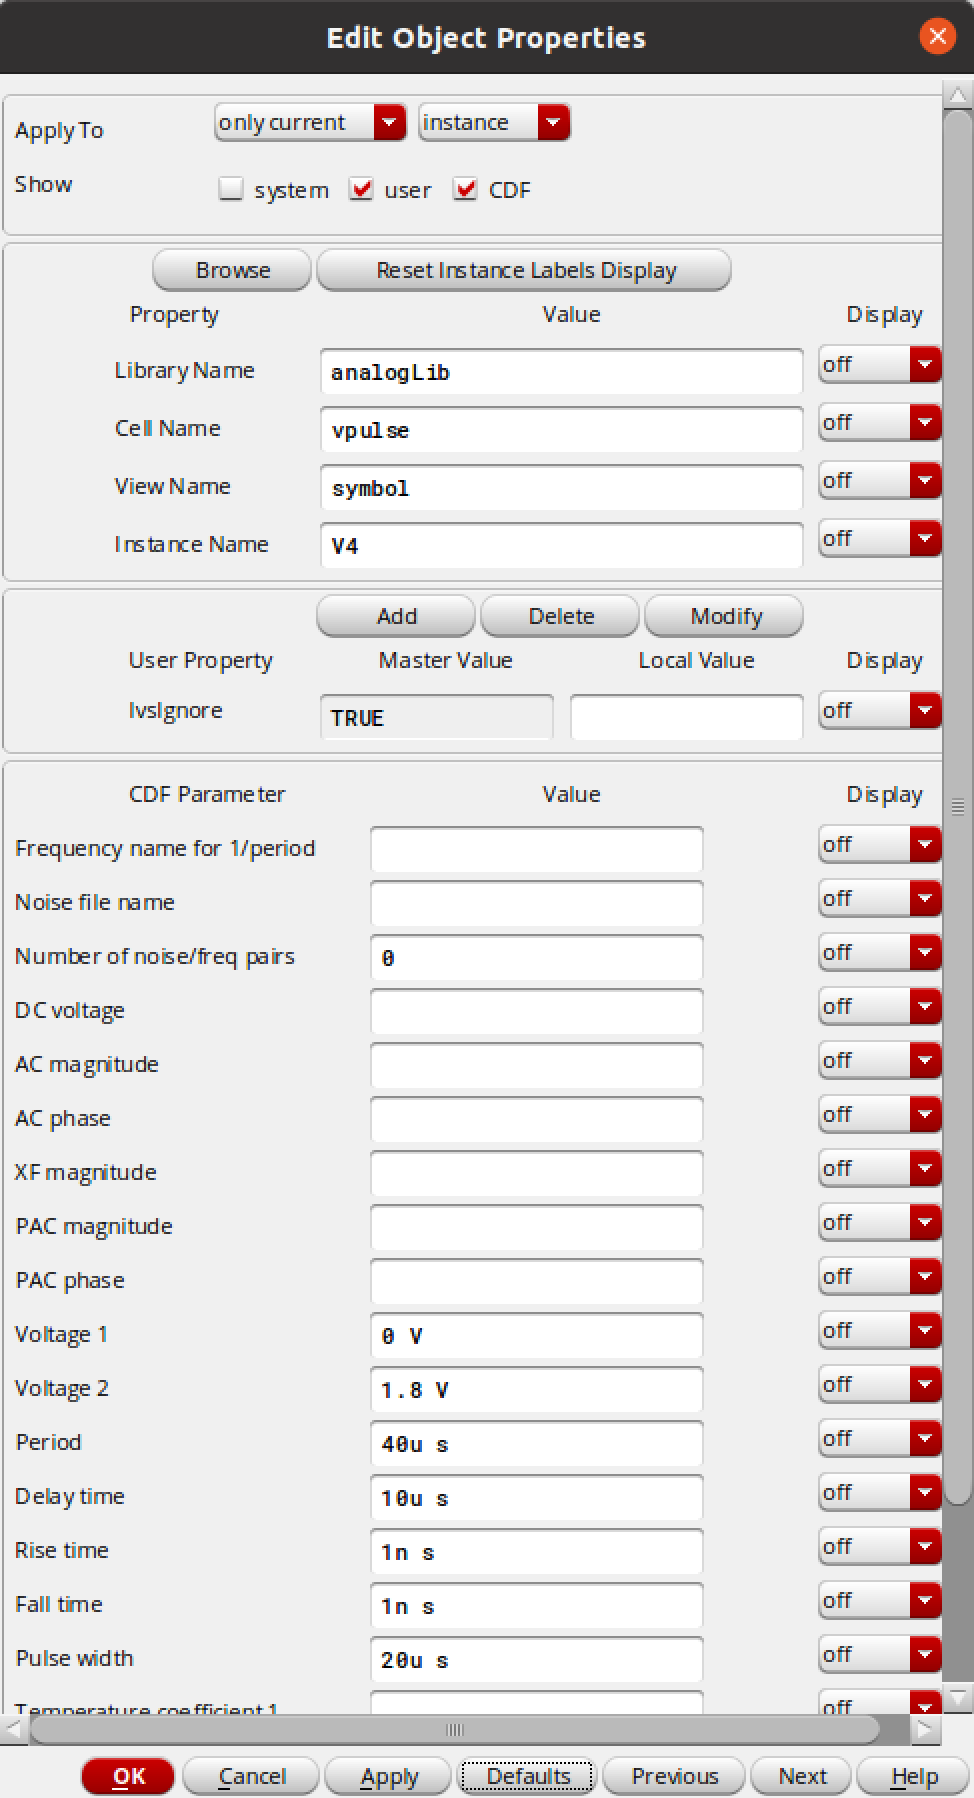 Edit Object Properties
Apply To only current instance
Show system user CDF
Browse Reset Instance Labels Display
Property Value Display
Library Name analogLib off
Cell Name vpulse off
View Name symbol off
Instance Name V4 off
Add Delete Modify
User Property Master Value Local Value Display
lvsIgnore TRUE off
CDF Parameter Value Display
Frequency name for 1/period off
Noise file name off
Number of noise/freq pairs 0 off
DC voltage off
AC magnitude off
AC phase off
XF magnitude off
PAC magnitude off
PAC phase off
Voltage 1 0 V off
Voltage 2 1.8 V off
Period 40u s off
Delay time 10u s off
Rise time 1n s off
Fall time 1n s off
Pulse width 20u s off
Temperature coefficient 1 off
OK Cancel Apply Defaults Previous Next Help